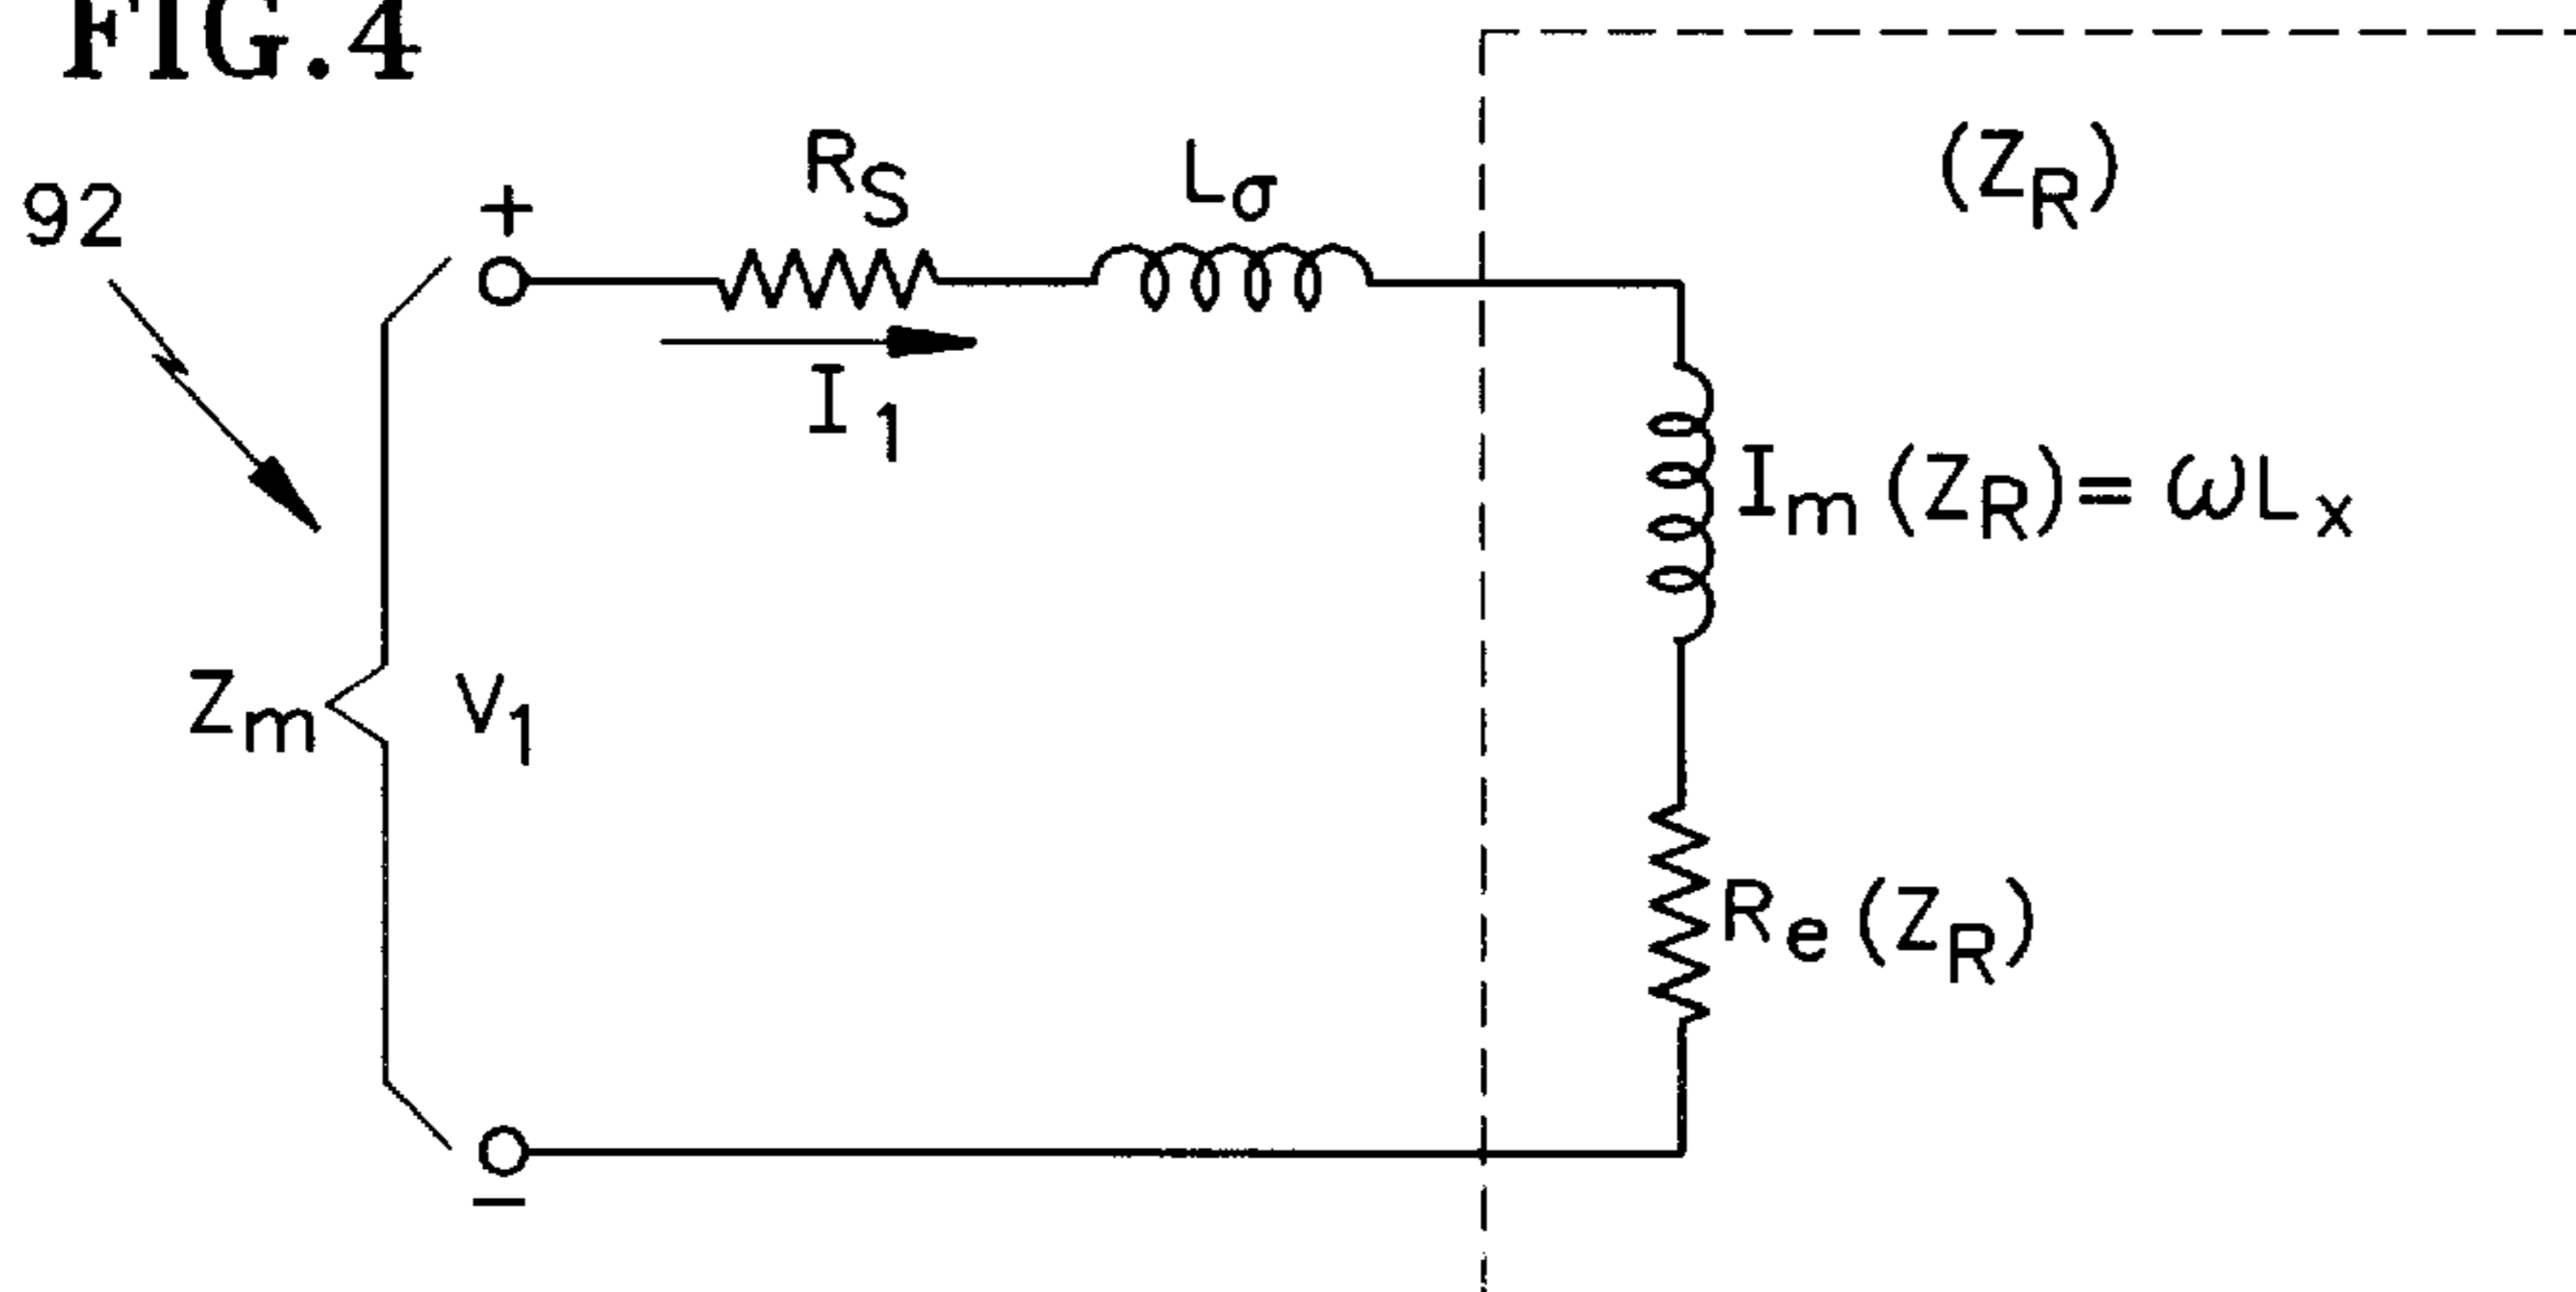 FIG.4
92
+
R_S
L_σ
(Z_R)
I_1
I_m(Z_R)= ωL_x
Z_m
V_1
R_e(Z_R)
−